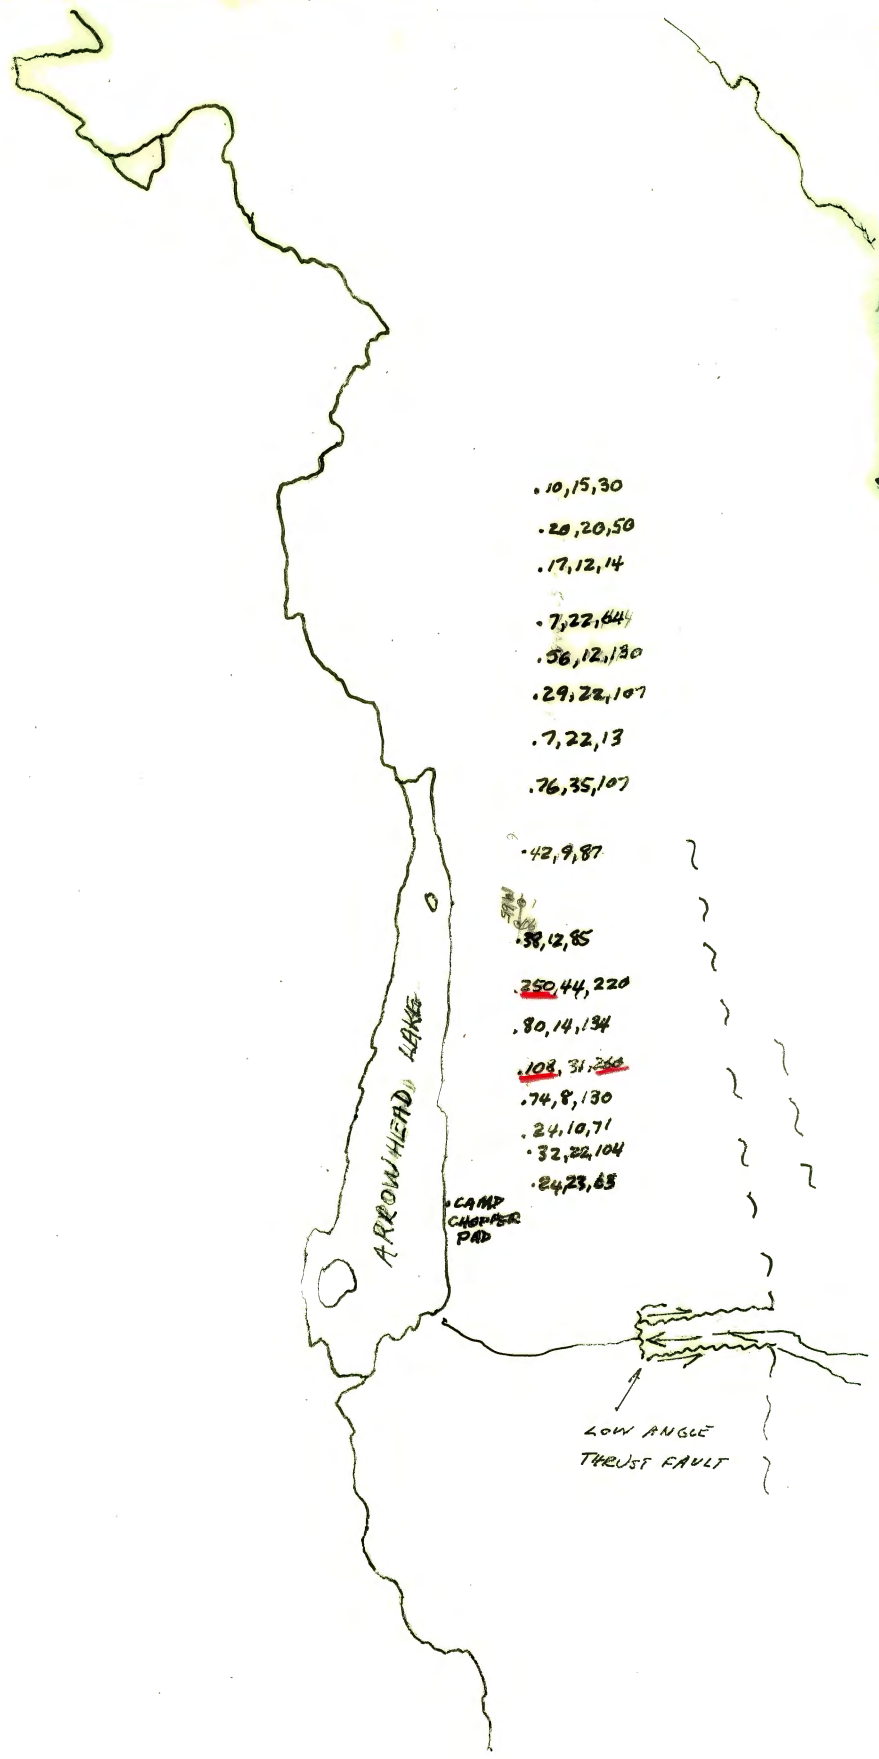 .10,15,30
.20,20,50
.17,12,14
.7,22,64
.56,12,130
.29,22,107
.7,22,13
.76,35,107
.42,9,87
.38,12,85
.250,44,220
.80,14,134
.108,31,260
.74,8,130
.24,10,71
.32,22,104
.24,23,63
ARROWHEAD LAKE
.CAMP
CHOPPER
PAD
LOW ANGLE
THRUST FAULT